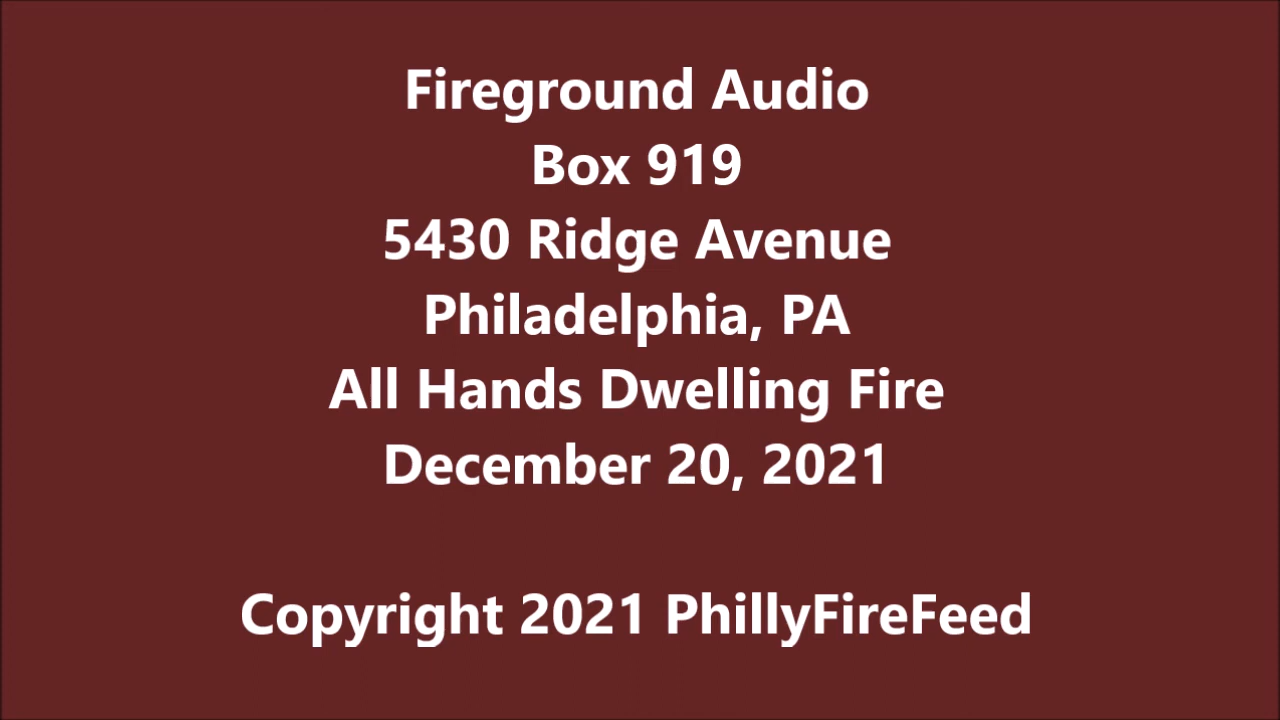 Fireground Audio
Box 919
5430 Ridge Avenue
Philadelphia, PA
All Hands Dwelling Fire
December 20, 2021
Copyright 2021 PhillyFireFeed